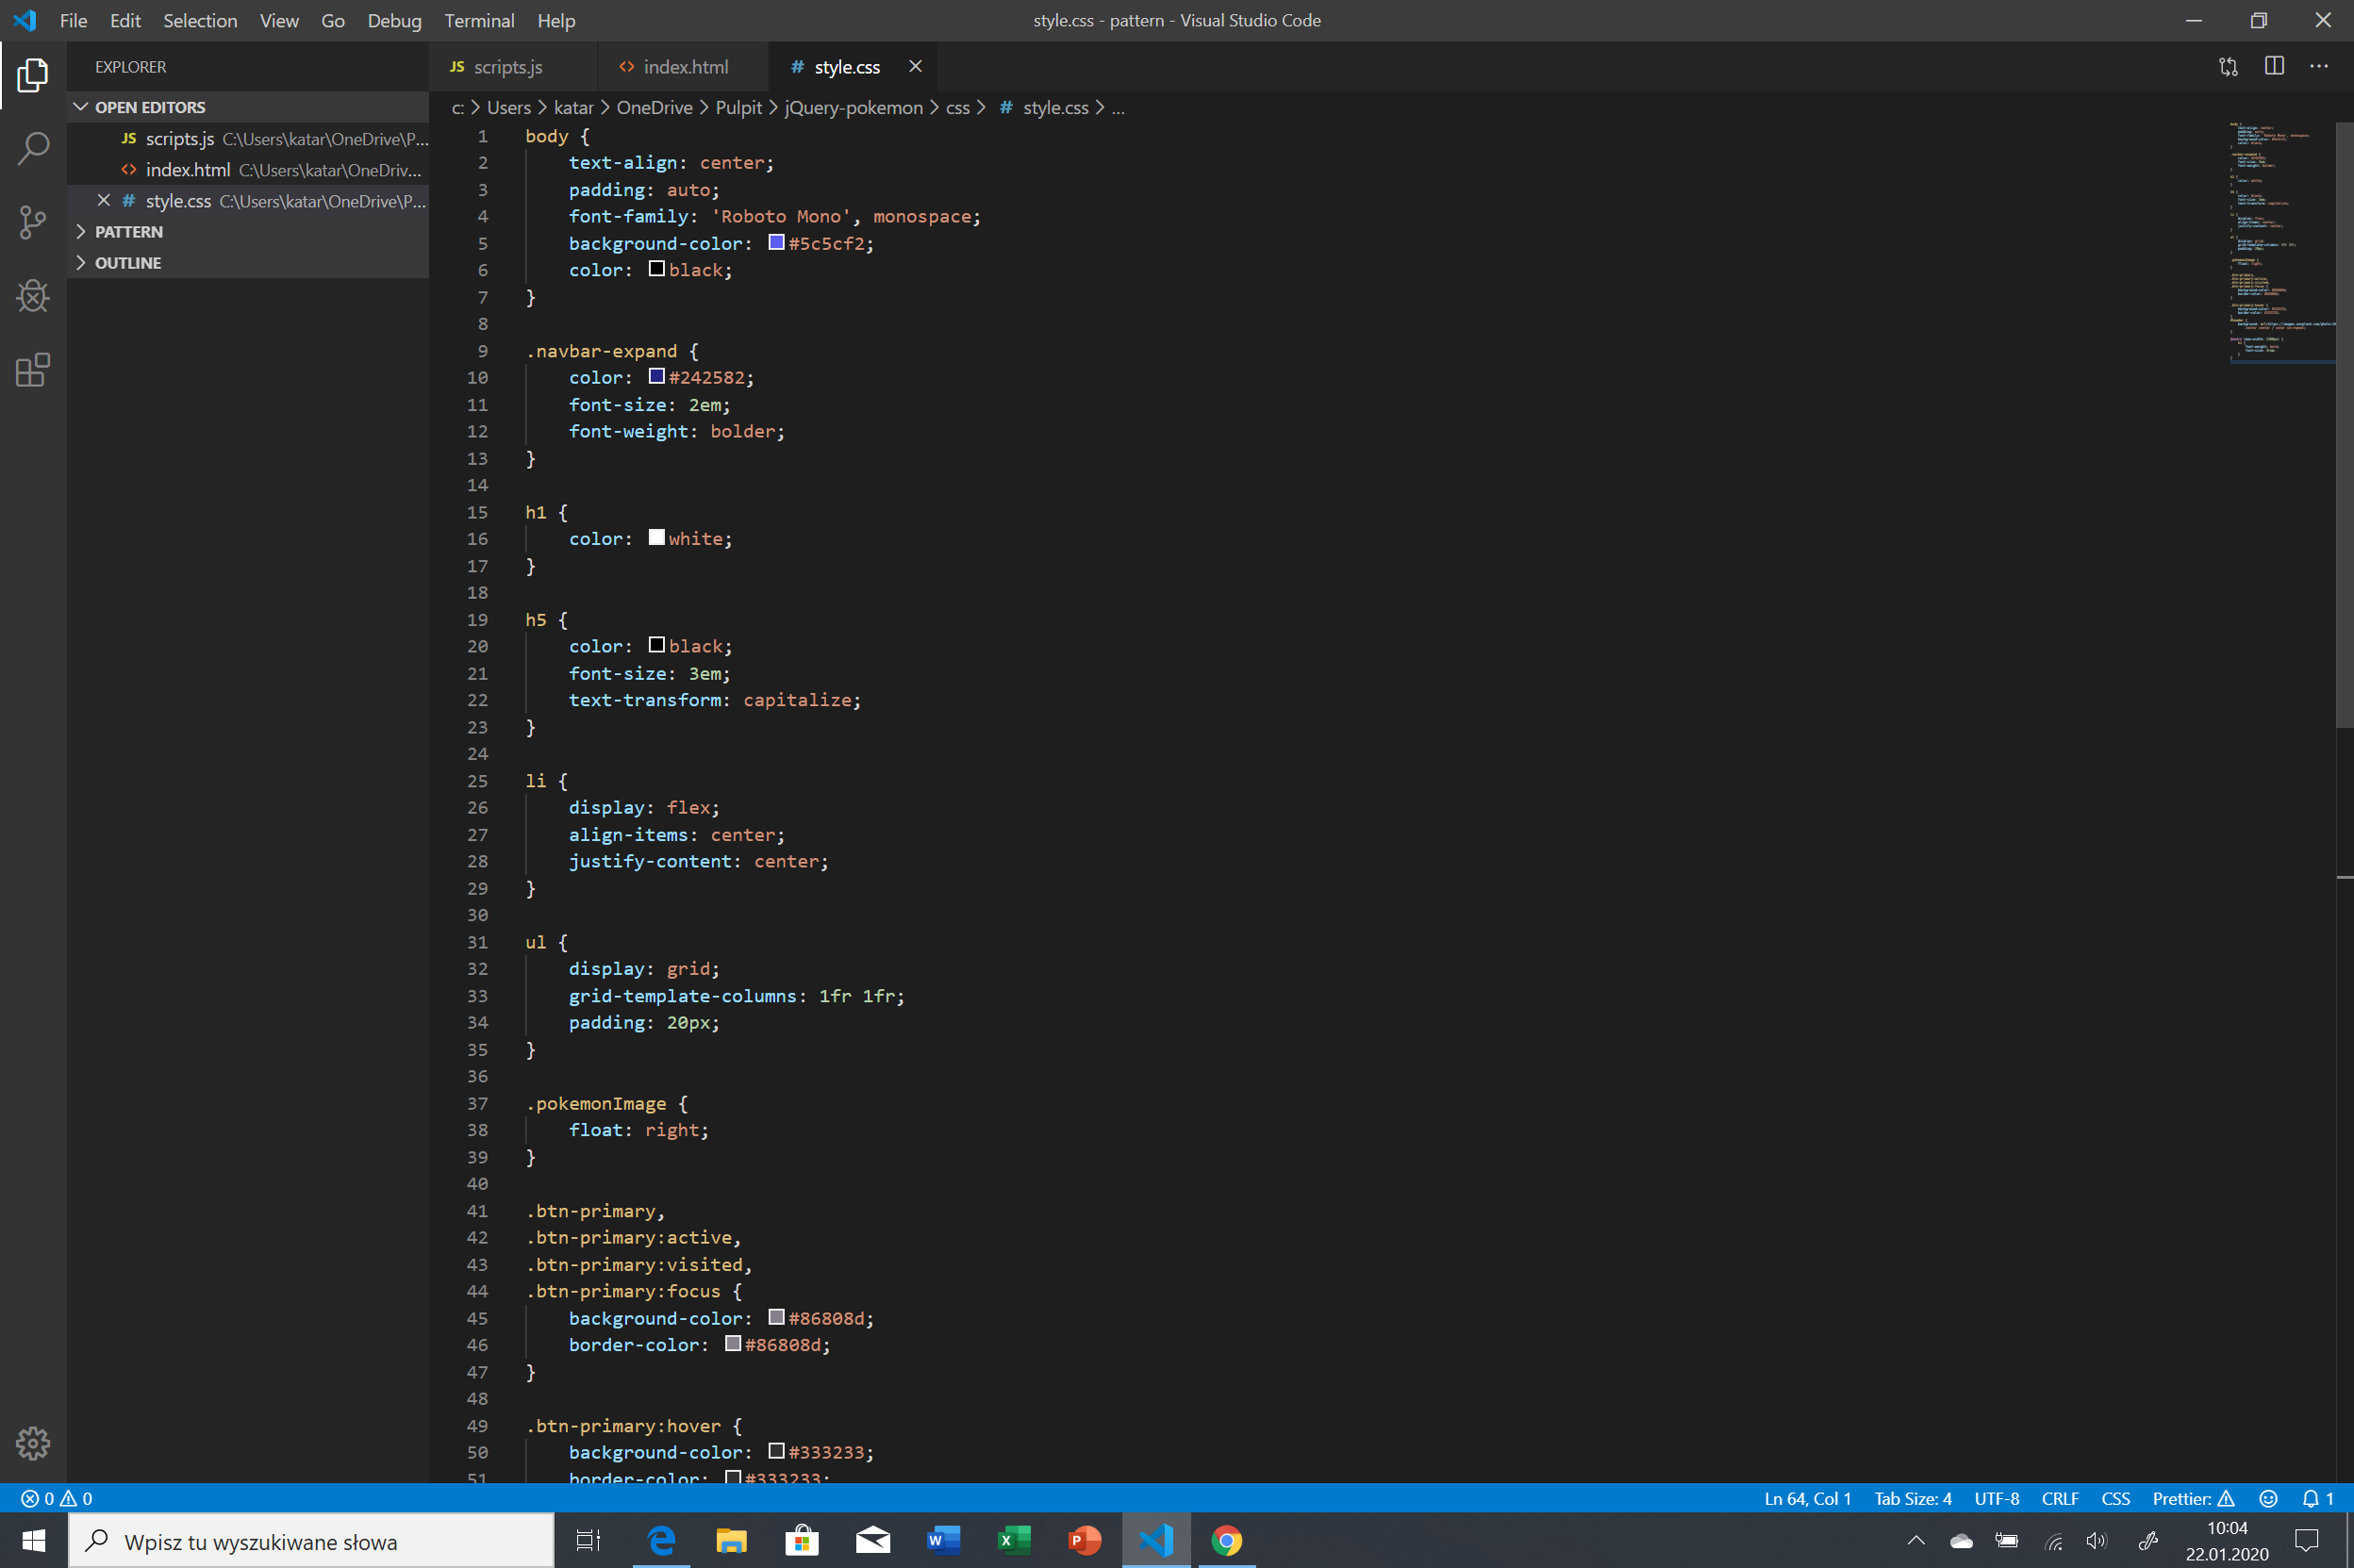 File Edit Selection View Go Debug Terminal Help
style.css - pattern - Visual Studio Code
EXPLORER
OPEN EDITORS
JS scripts.js C:\Users\katar\OneDrive\P...
<> index.html C:\Users\katar\OneDriv...
# style.css C:\Users\katar\OneDrive\P...
PATTERN
OUTLINE
JS scripts.js
<> index.html
# style.css
c: > Users > katar > OneDrive > Pulpit > jQuery-pokemon > css > # style.css > ...
1 body {
2 text-align: center;
3 padding: auto;
4 font-family: 'Roboto Mono', monospace;
5 background-color: #5c5cf2;
6 color: black;
7 }
8
9 .navbar-expand {
10 color: #242582;
11 font-size: 2em;
12 font-weight: bolder;
13 }
14
15 h1 {
16 color: white;
17 }
18
19 h5 {
20 color: black;
21 font-size: 3em;
22 text-transform: capitalize;
23 }
24
25 li {
26 display: flex;
27 align-items: center;
28 justify-content: center;
29 }
30
31 ul {
32 display: grid;
33 grid-template-columns: 1fr 1fr;
34 padding: 20px;
35 }
36
37 .pokemonImage {
38 float: right;
39 }
40
41 .btn-primary,
42 .btn-primary:active,
43 .btn-primary:visited,
44 .btn-primary:focus {
45 background-color: #86808d;
46 border-color: #86808d;
47 }
48
49 .btn-primary:hover {
50 background-color: #333233;
51 border-color: #333233;
0 0
Ln 64, Col 1 Tab Size: 4 UTF-8 CRLF CSS Prettier: 1
Wpisz tu wyszukiwane słowa
10:04
22.01.2020